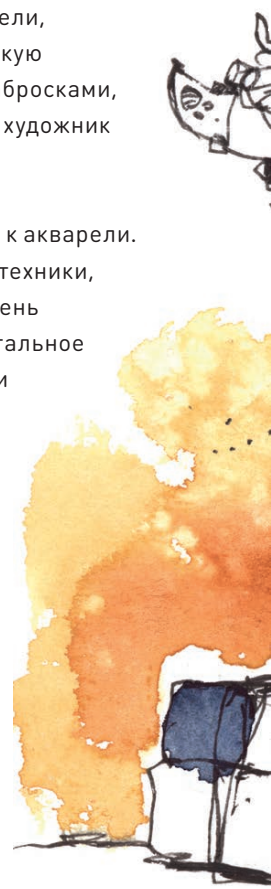 ели,
кую
бросками,
художник
к акварели.
техники,
ень
тальное
и